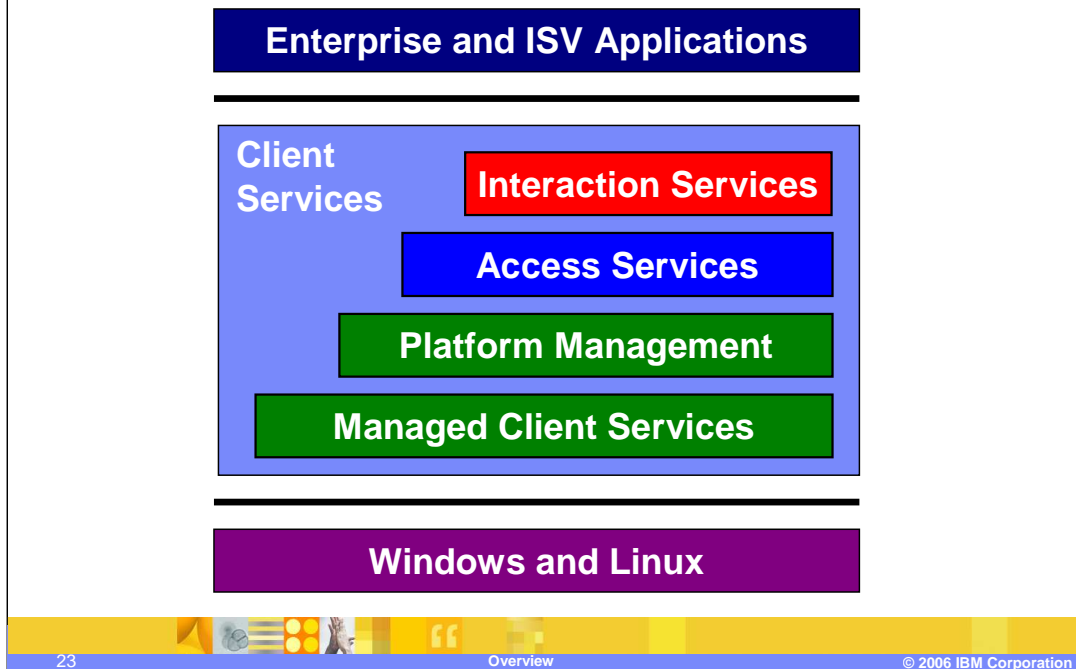 Enterprise and ISV Applications
Client
Services
Interaction Services
Access Services
Platform Management
Managed Client Services
Windows and Linux
23
Overview
© 2006 IBM Corporation